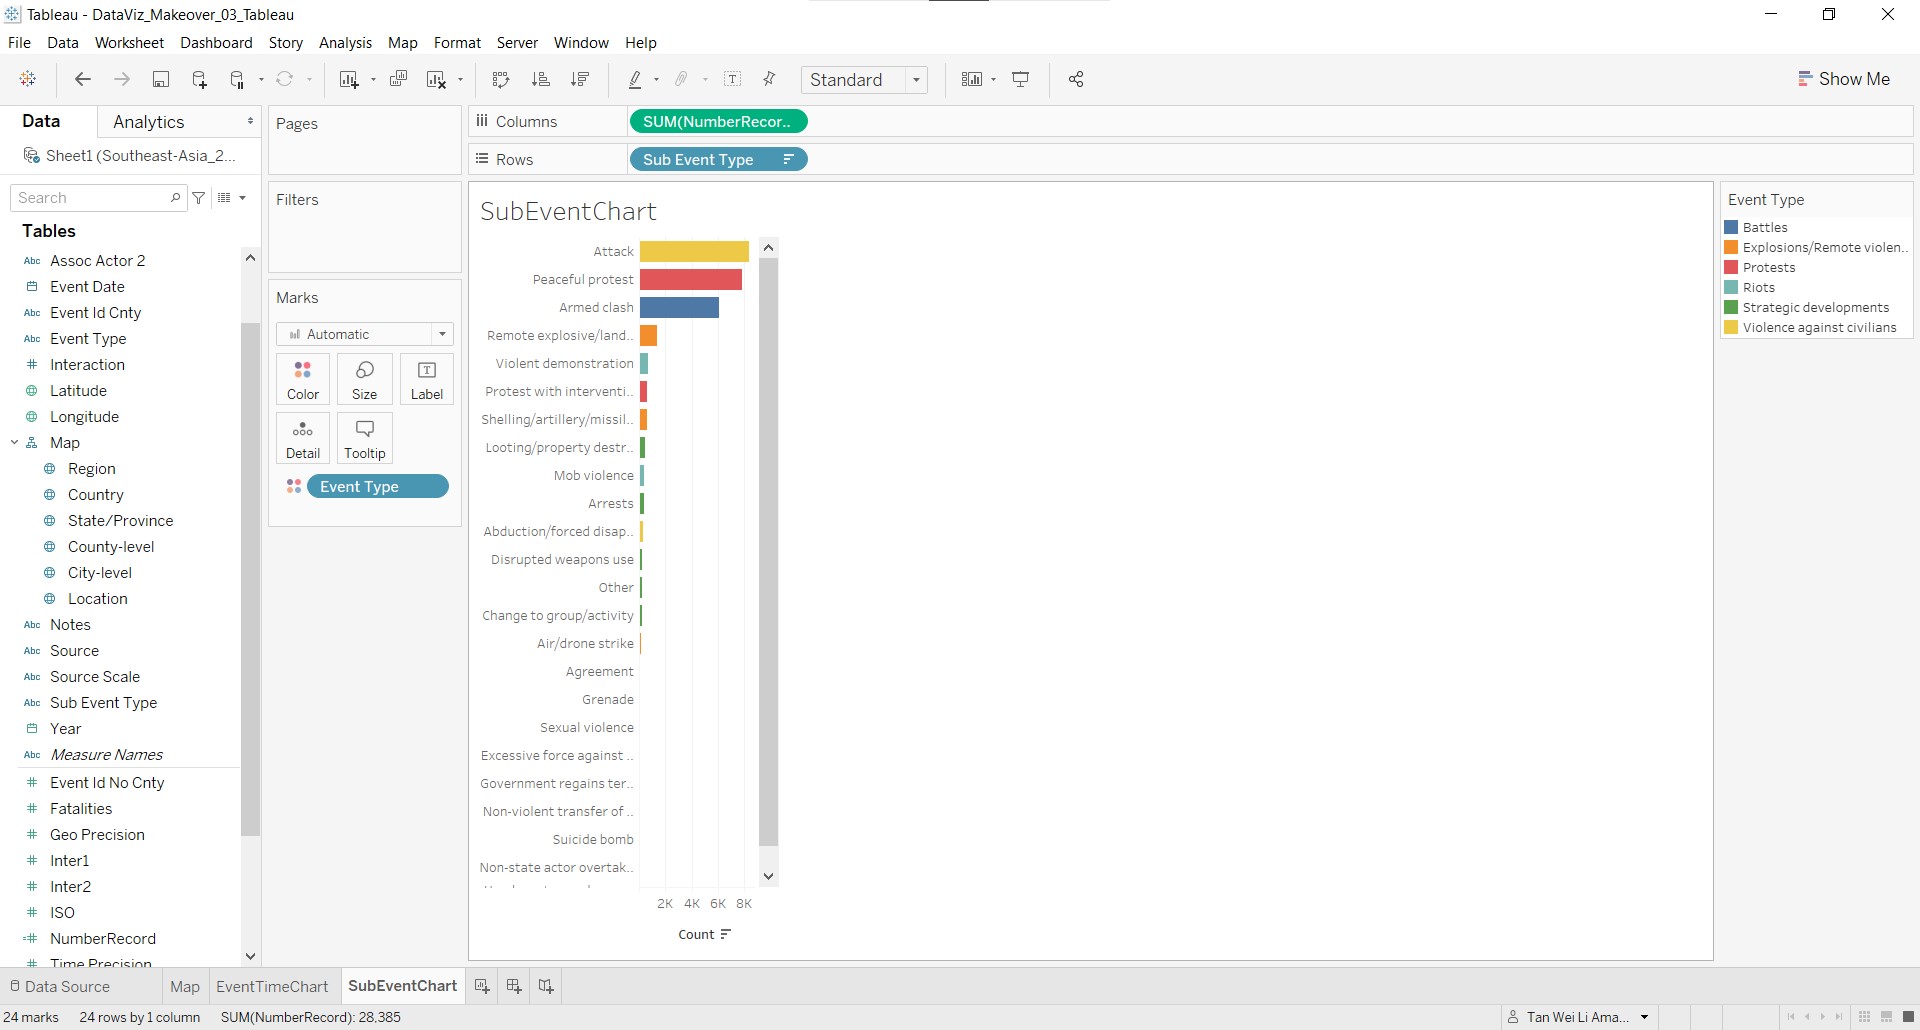 Tableau - DataViz_Makeover_03_Tableau
File Data Worksheet Dashboard Story Analysis Map Format Server Window Help
Standard
Show Me
Data Analytics
Sheet1 (Southeast-Asia_2...
Search
Tables
Abc Assoc Actor 2
Event Date
Abc Event Id Cnty
Abc Event Type
# Interaction
Latitude
Longitude
Map
Region
Country
State/Province
County-level
City-level
Location
Abc Notes
Abc Source
Abc Source Scale
Abc Sub Event Type
Year
Abc Measure Names
# Event Id No Cnty
# Fatalities
# Geo Precision
# Inter1
# Inter2
# ISO
=# NumberRecord
# Time Precision
Pages
Filters
Marks
Automatic
Color Size Label
Detail Tooltip
Event Type
Columns SUM(NumberRecor..
Rows Sub Event Type
SubEventChart
Attack
Peaceful protest
Armed clash
Remote explosive/land..
Violent demonstration
Protest with interventi..
Shelling/artillery/missil..
Looting/property destr..
Mob violence
Arrests
Abduction/forced disap..
Disrupted weapons use
Other
Change to group/activity
Air/drone strike
Agreement
Grenade
Sexual violence
Excessive force against ..
Government regains ter..
Non-violent transfer of ..
Suicide bomb
Non-state actor overtak..
2K 4K 6K 8K
Count
Event Type
Battles
Explosions/Remote violen..
Protests
Riots
Strategic developments
Violence against civilians
Data Source Map EventTimeChart SubEventChart
24 marks 24 rows by 1 column SUM(NumberRecord): 28,385
Tan Wei Li Ama...